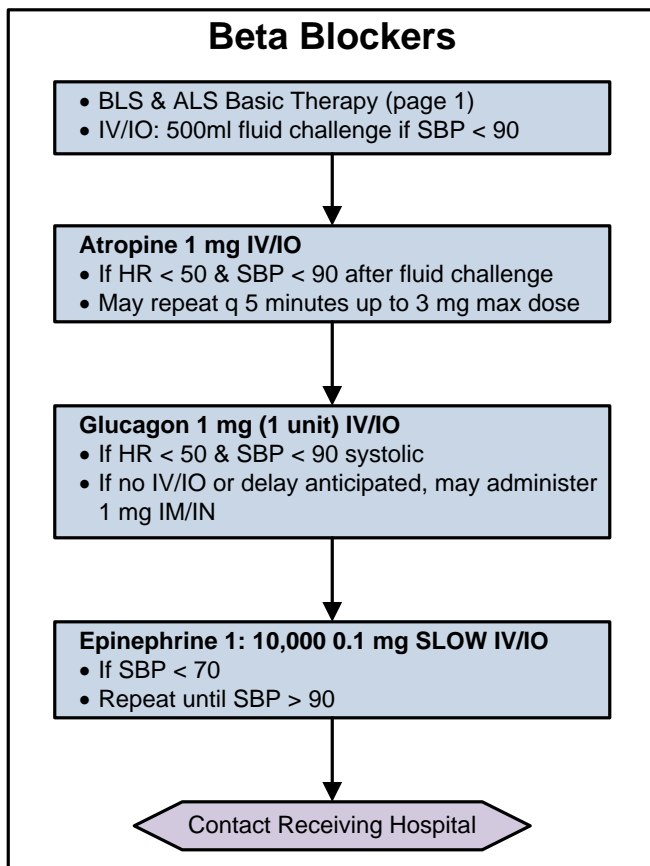 Beta Blockers
• BLS & ALS Basic Therapy (page 1)
• IV/IO: 500ml fluid challenge if SBP < 90
Atropine 1 mg IV/IO
• If HR < 50 & SBP < 90 after fluid challenge
• May repeat q 5 minutes up to 3 mg max dose
Glucagon 1 mg (1 unit) IV/IO
• If HR < 50 & SBP < 90 systolic
• If no IV/IO or delay anticipated, may administer
1 mg IM/IN
Epinephrine 1: 10,000 0.1 mg SLOW IV/IO
• If SBP < 70
• Repeat until SBP > 90
Contact Receiving Hospital